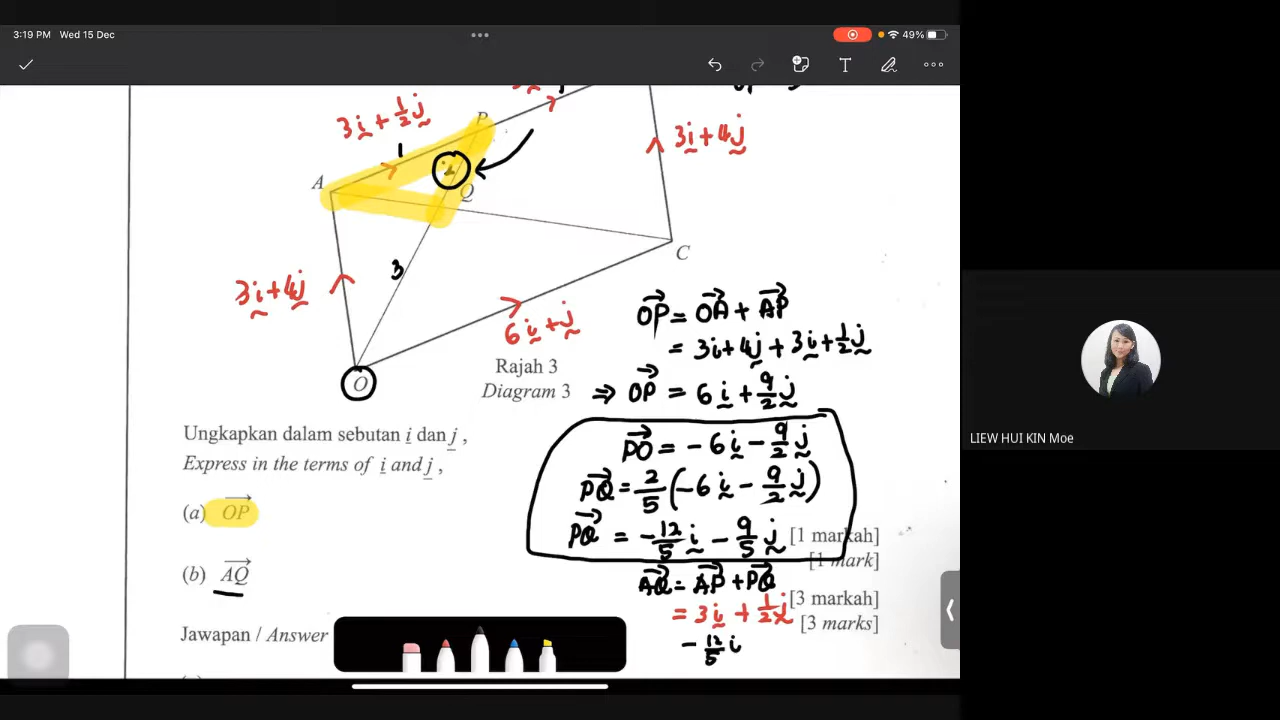 3:19 PM Wed 15 Dec
49%
T
3i + 1/2 j
P
1
3i + 4j
A
Q
C
3
3i + 4j
6i + j
O
Rajah 3
Diagram 3
OP = OA + AP
= 3i + 4j + 3i + 1/2 j
⇒ OP = 6i + 9/2 j
PO = -6i - 9/2 j
PQ = 2/5 (-6i - 9/2 j)
PQ = -12/5 i - 9/5 j
Ungkapkan dalam sebutan i dan j ,
Express in the terms of i and j ,
(a) OP
[1 markah]
[1 mark]
(b) AQ
AQ = AP + PQ
= 3i + 1/2 j
- 12/5 i
[3 markah]
[3 marks]
Jawapan / Answer
LIEW HUI KIN Moe